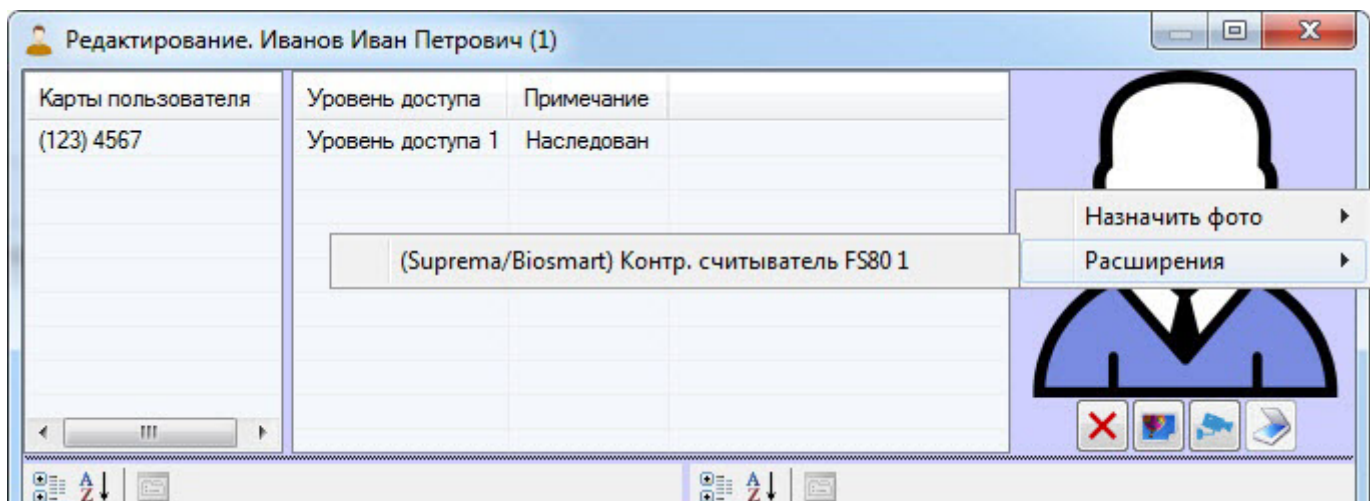 Редактирование. Иванов Иван Петрович (1)
Карты пользователя
(123) 4567
Уровень доступа Примечание
Уровень доступа 1 Наследован
Назначить фото
Расширения
(Suprema/Biosmart) Контр. считыватель FS80 1